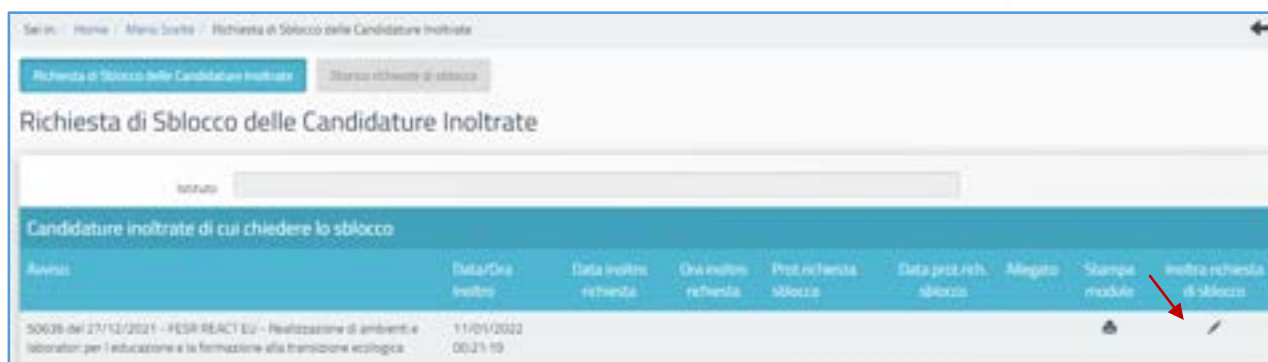 Sei in: / Home / Menù Scelta / Richiesta di Sblocco delle Candidature Inoltrate
Richiesta di Sblocco delle Candidature Inoltrate Storico richieste di sblocco
Richiesta di Sblocco delle Candidature Inoltrate
Istituto
Candidature inoltrate di cui chiedere lo sblocco
Avviso Data/Ora Data inoltro Ora inoltro Prot.richiesta Data prot.rich. Allegato Stampa Inoltra richiesta
inoltro richiesta richiesta sblocco sblocco modulo di sblocco
50636 del 27/12/2021 - FESR REACT EU - Realizzazione di ambienti e 11/01/2022
laboratori per l educazione e la formazione alla transizione ecologica 00:21:19